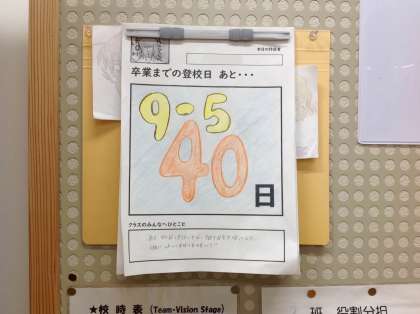 卒業までの登校日 あと・・・
9-5
40
日
クラスのみんなへひとこと
★校 時 表 (Team・Vision Stage)
班 役割分担